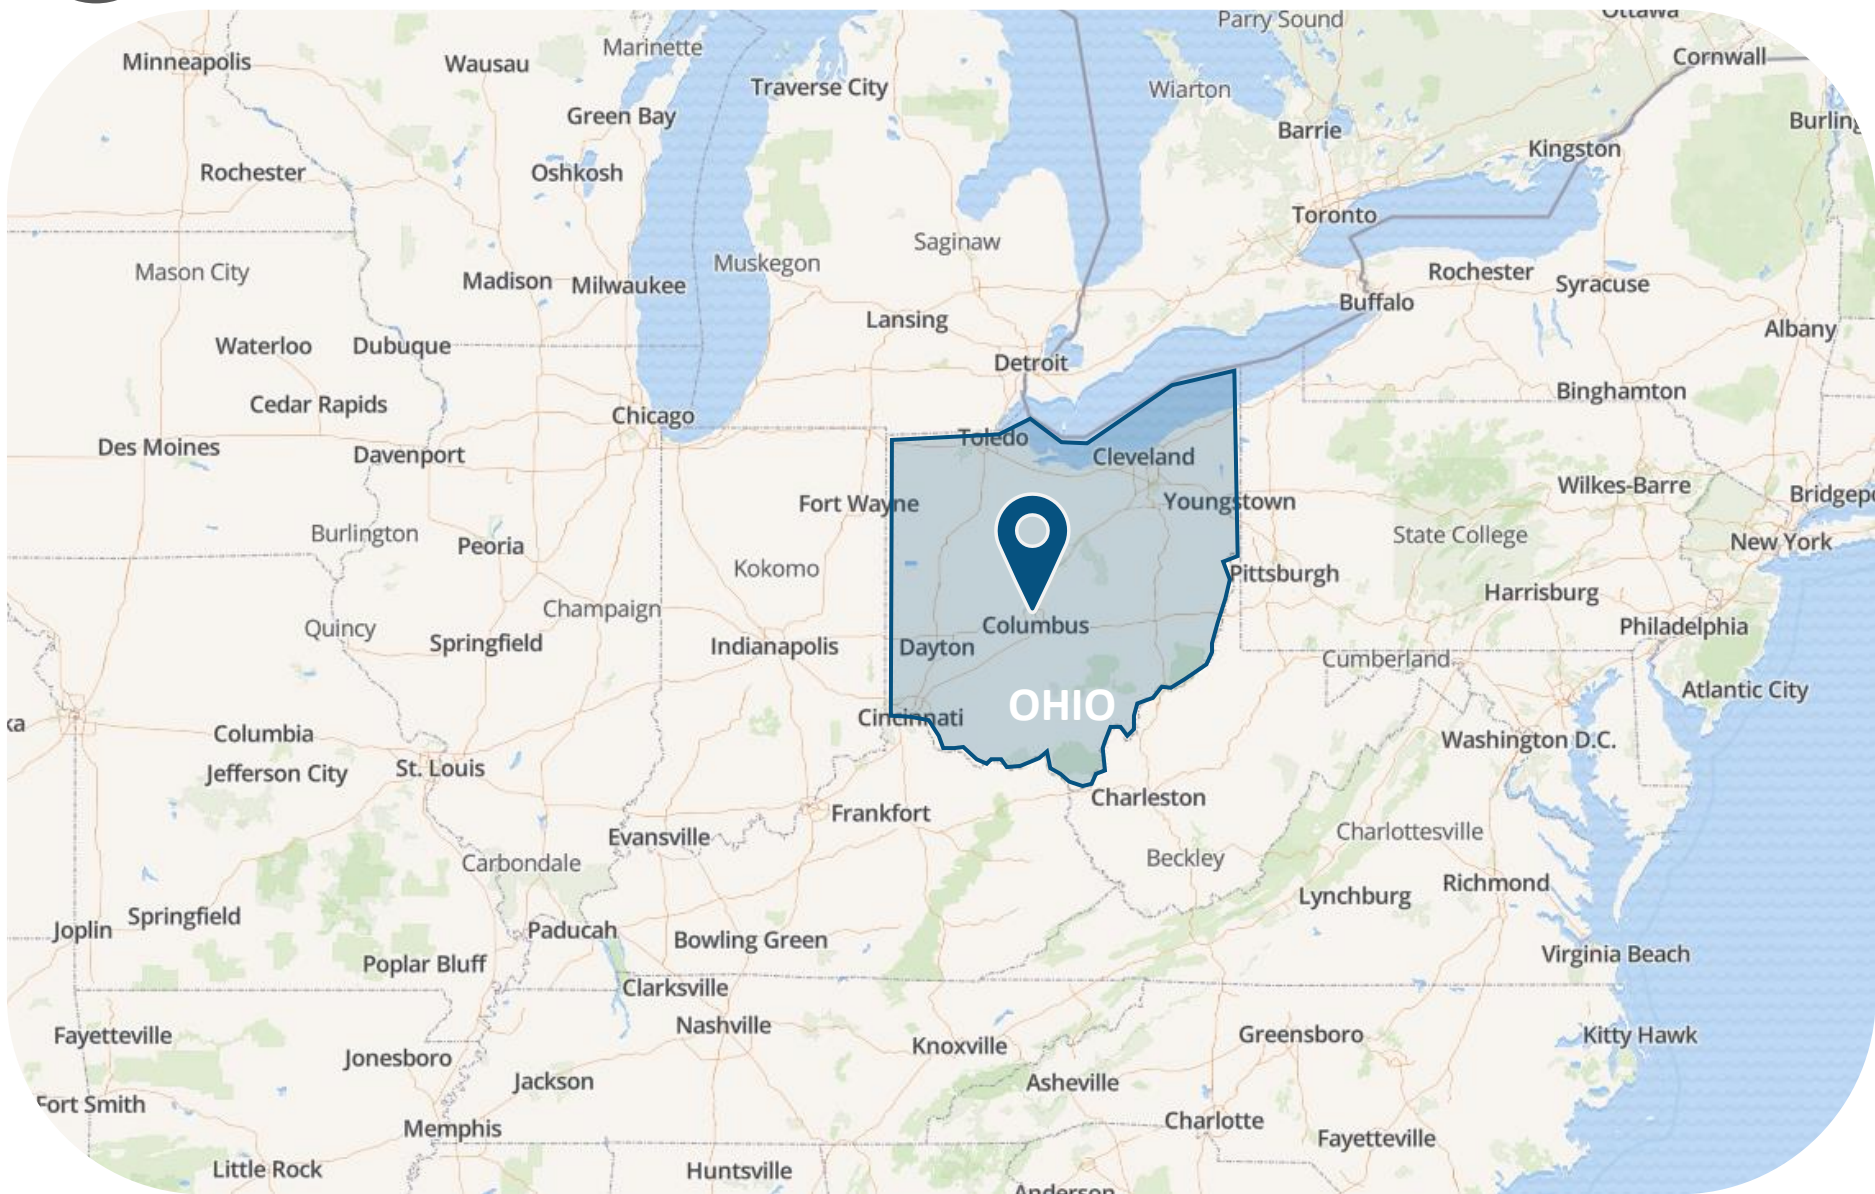 Parry Sound
Ottawa
Marinette
Minneapolis
Wausau
Cornwall
Traverse City
Wiarton
Green Bay
Barrie
Kingston
Rochester
Oshkosh
Toronto
Saginaw
Mason City
Muskegon
Madison
Milwaukee
Rochester
Syracuse
Buffalo
Lansing
Albany
Waterloo
Dubuque
Detroit
Binghamton
Cedar Rapids
Chicago
Toledo
Des Moines
Davenport
Cleveland
Wilkes-Barre
Fort Wayne
Youngstown
Burlington
State College
Peoria
New York
Kokomo
Pittsburgh
Harrisburg
Champaign
Quincy
Columbus
Philadelphia
Springfield
Indianapolis
Dayton
Cumberland
Atlantic City
OHIO
Cincinnati
ka
Columbia
Washington D.C.
Jefferson City
St. Louis
Charleston
Frankfort
Evansville
Charlottesville
Carbondale
Beckley
Richmond
Lynchburg
Springfield
Joplin
Paducah
Bowling Green
Virginia Beach
Poplar Bluff
Clarksville
Nashville
Fayetteville
Greensboro
Kitty Hawk
Knoxville
Jonesboro
Jackson
Asheville
Fort Smith
Charlotte
Memphis
Fayetteville
Little Rock
Huntsville
Anderson